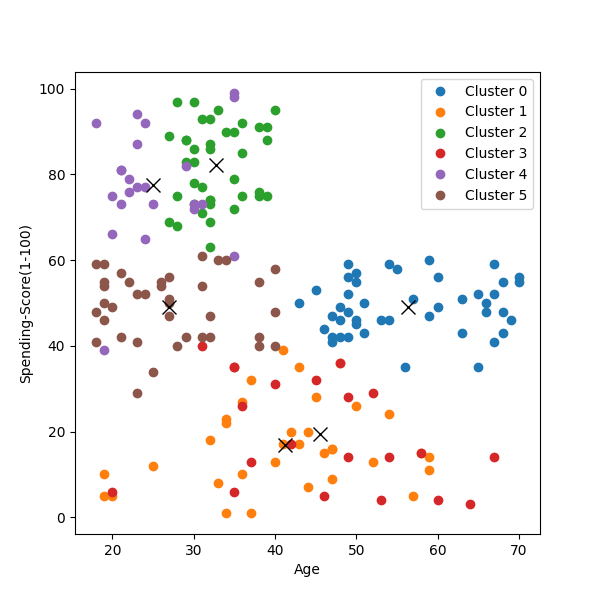 Cluster 0
Cluster 1
Cluster 2
Cluster 3
Cluster 4
Cluster 5
100
80
60
40
20
0
Spending-Score(1-100)
20 30 40 50 60 70
Age